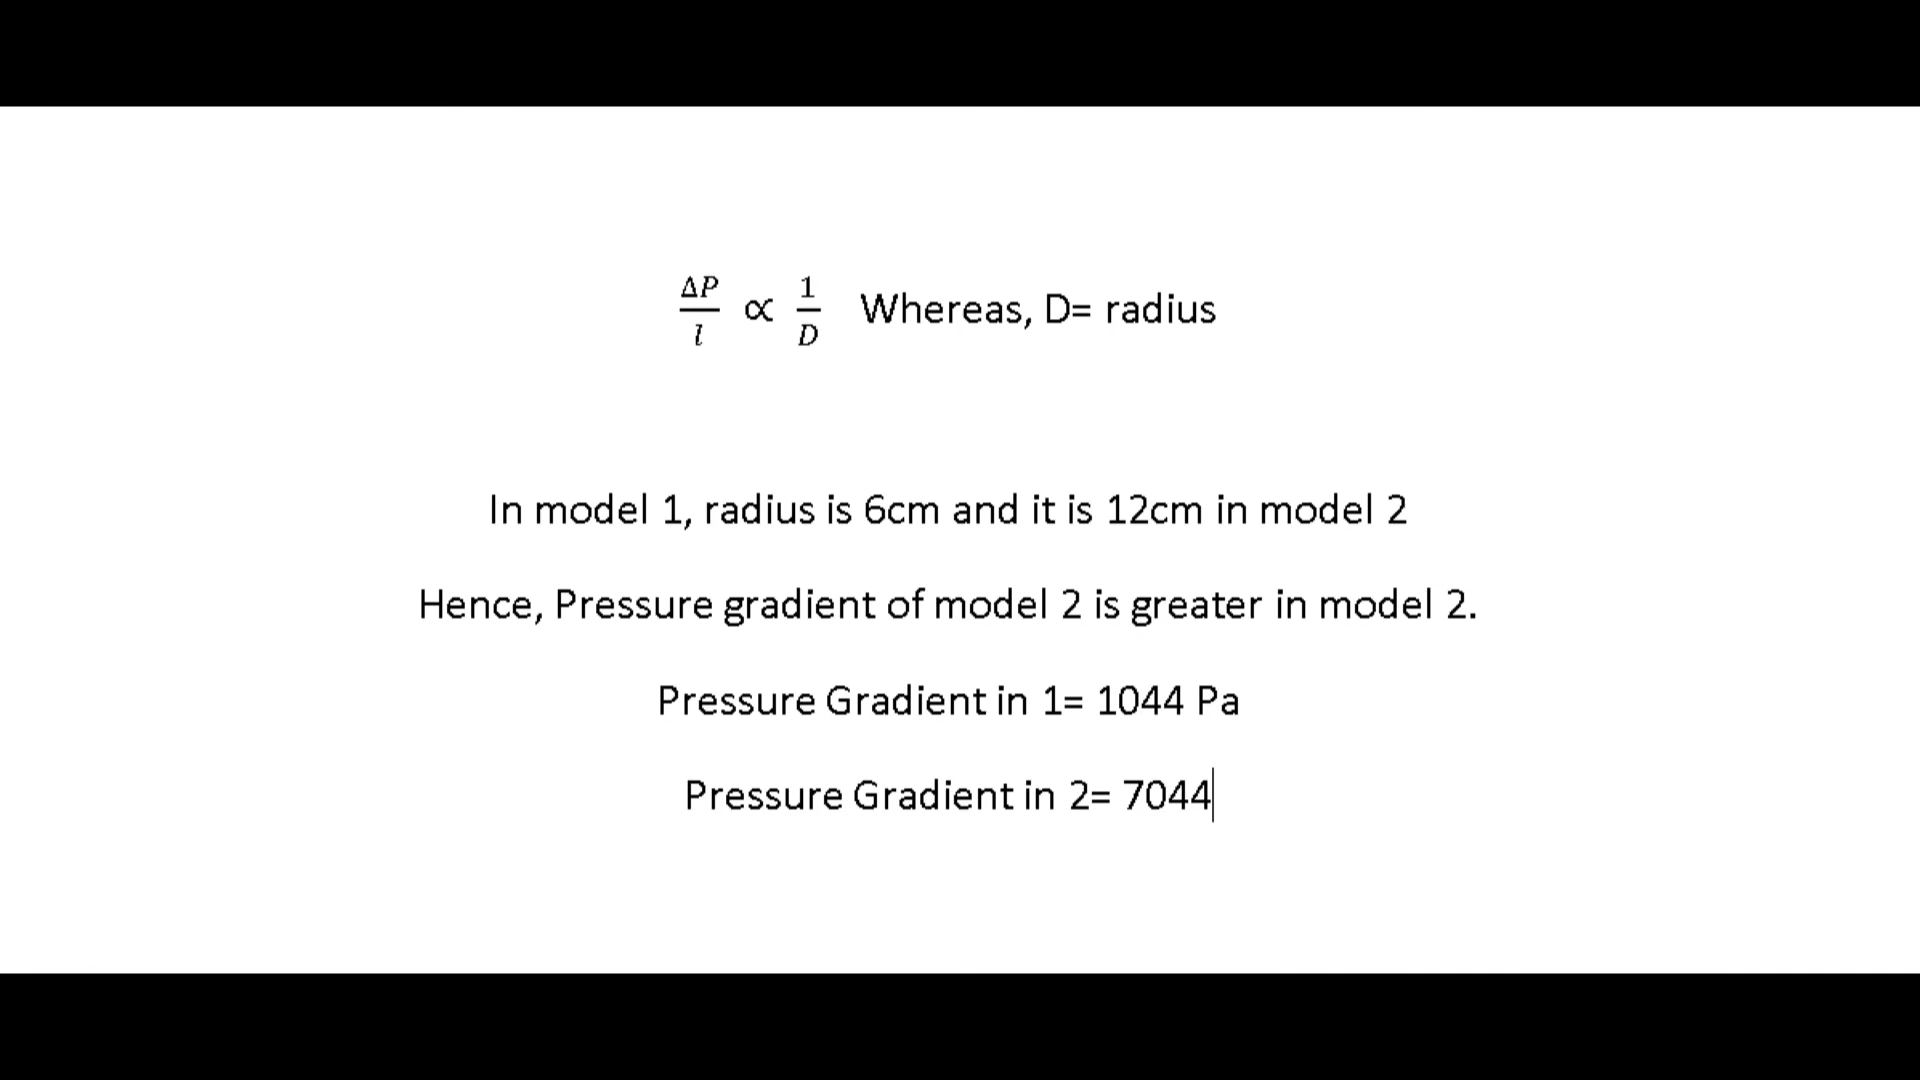 ΔP/l ∝ 1/D Whereas, D= radius
In model 1, radius is 6cm and it is 12cm in model 2
Hence, Pressure gradient of model 2 is greater in model 2.
Pressure Gradient in 1= 1044 Pa
Pressure Gradient in 2= 7044